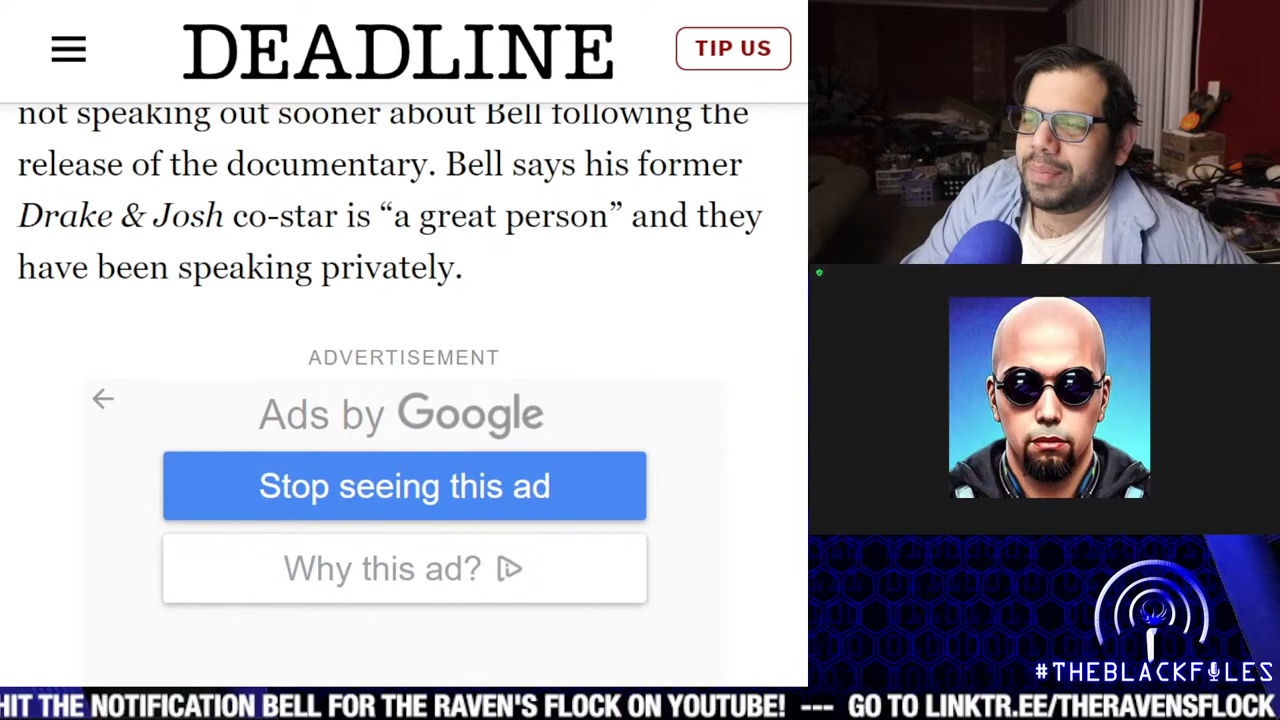 DEADLINE
TIP US
not speaking out sooner about Bell following the
release of the documentary. Bell says his former
Drake & Josh co-star is “a great person” and they
have been speaking privately.
ADVERTISEMENT
Ads by Google
Stop seeing this ad
Why this ad?
#THEBLACKFILES
HIT THE NOTIFICATION BELL FOR THE RAVEN'S FLOCK ON YOUTUBE! --- GO TO LINKTR.EE/THERAVENSFLOCK